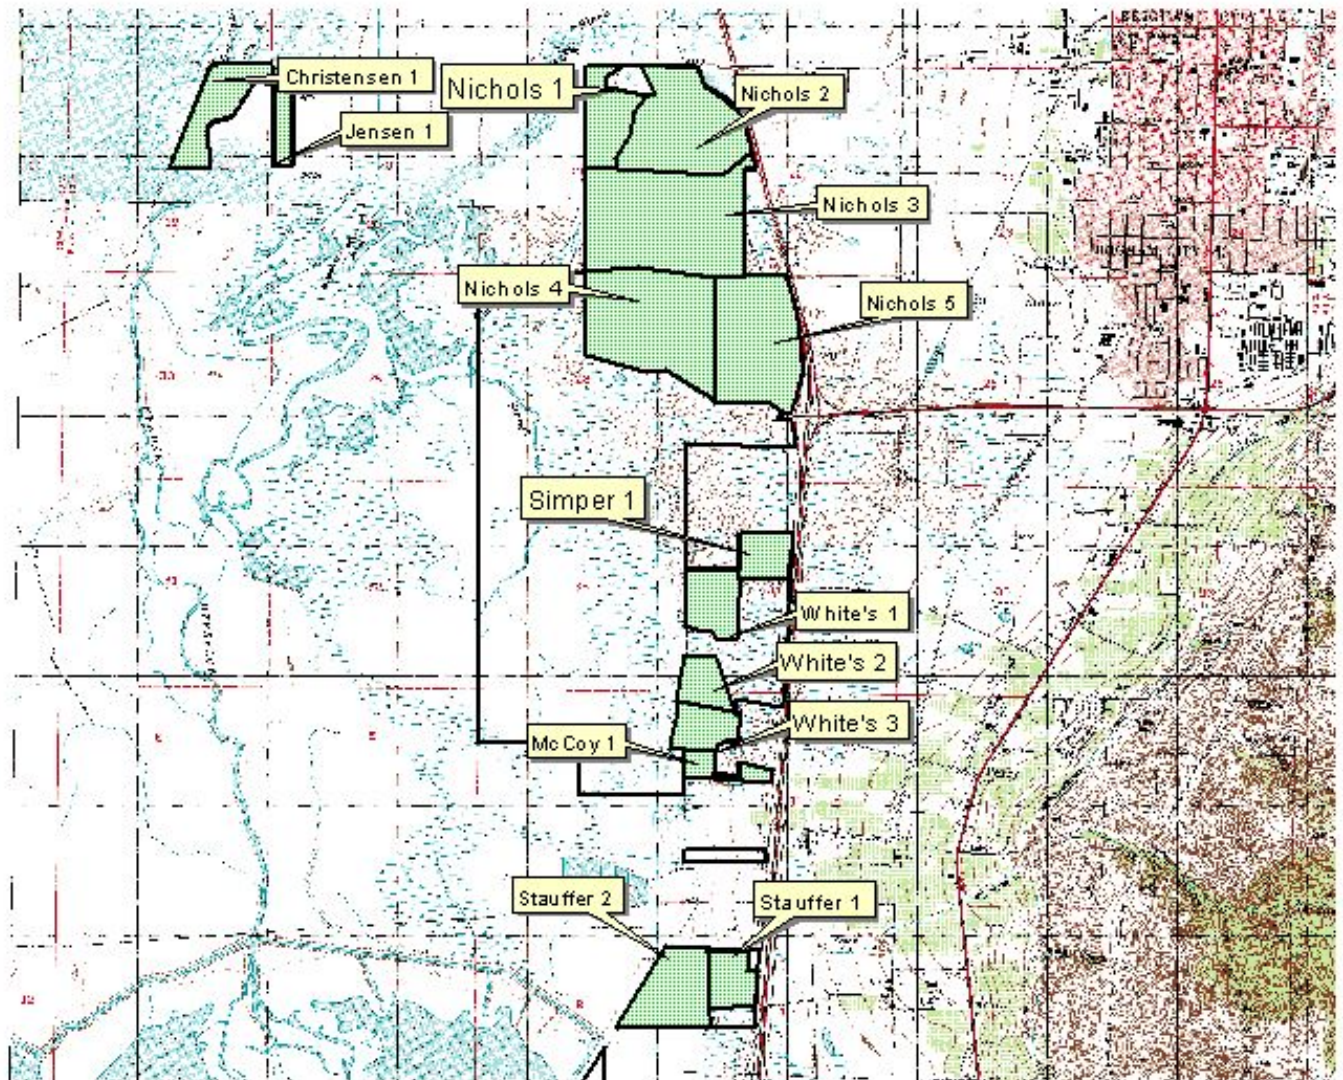 Christensen 1
Nichols 1
Nichols 2
Jensen 1
Nichols 3
Nichols 4
Nichols 5
Simper 1
White's 1
White's 2
White's 3
McCoy 1
Stauffer 2
Stauffer 1